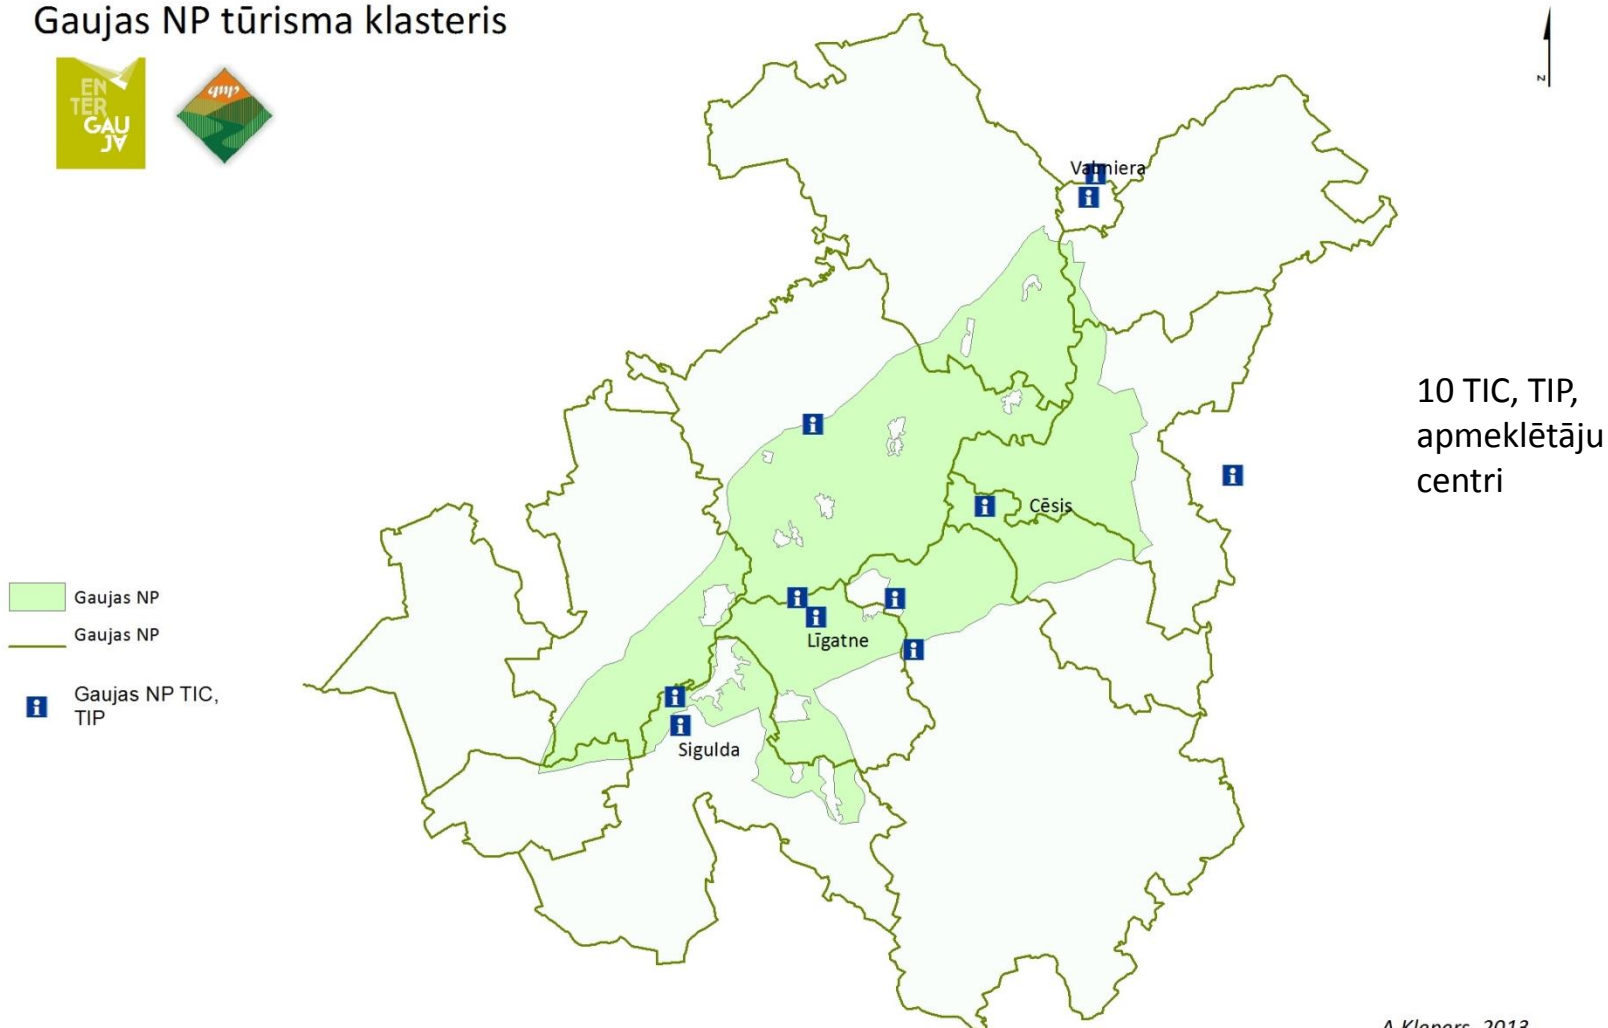 Gaujas NP tūrisma klasteris
EN
TER
GAU
JA
gnp
z
Valmiera
10 TIC, TIP,
apmeklētāju
centri
Cēsis
Gaujas NP
Gaujas NP
Līgatne
Gaujas NP TIC,
TIP
Sigulda
A.Klepers, 2013